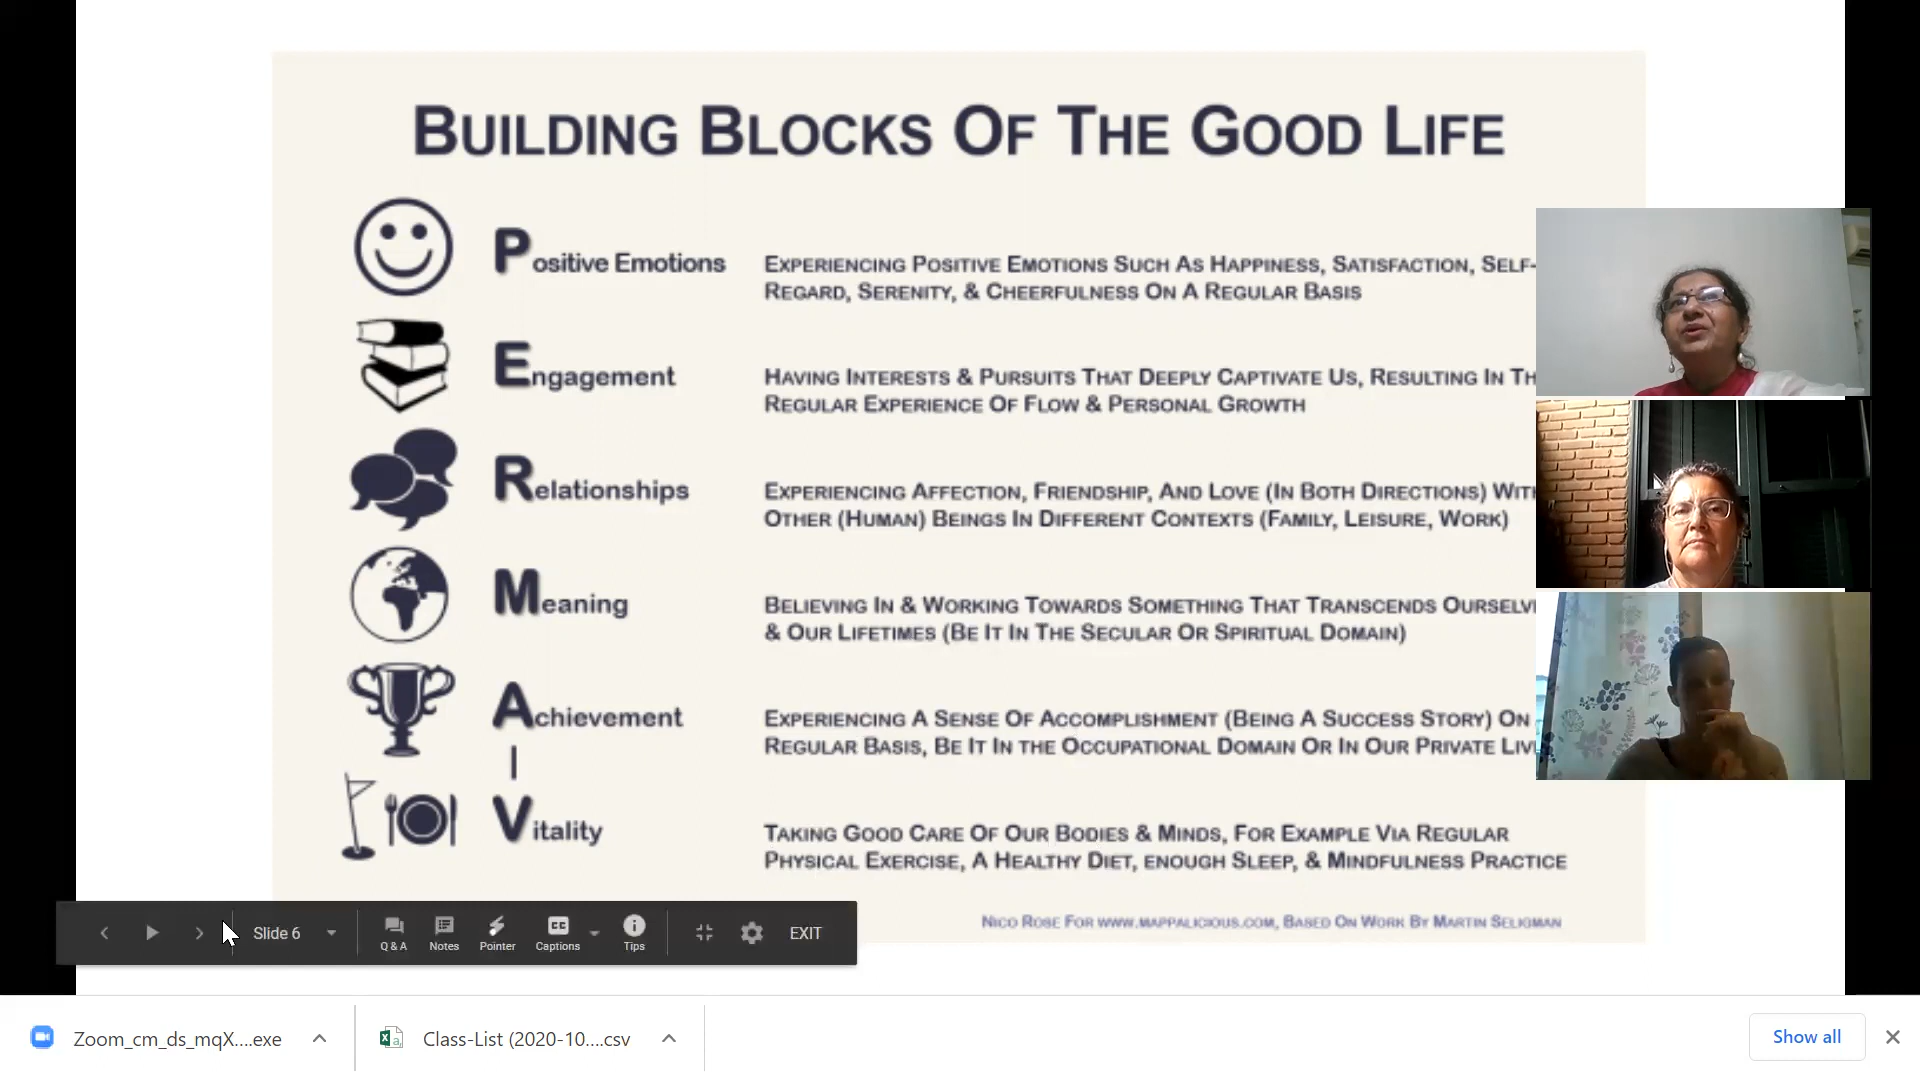 BUILDING BLOCKS OF THE GOOD LIFE
Positive Emotions
EXPERIENCING POSITIVE EMOTIONS SUCH AS HAPPINESS, SATISFACTION, SELF-
REGARD, SERENITY, & CHEERFULNESS ON A REGULAR BASIS
Engagement
HAVING INTERESTS & PURSUITS THAT DEEPLY CAPTIVATE US, RESULTING IN
REGULAR EXPERIENCE OF FLOW & PERSONAL GROWTH
Relationships
EXPERIENCING AFFECTION, FRIENDSHIP, AND LOVE (IN BOTH DIRECTIONS)
OTHER (HUMAN) BEINGS IN DIFFERENT CONTEXTS (FAMILY, LEISURE, WORK)
Meaning
BELIEVING IN & WORKING TOWARDS SOMETHING THAT TRANSCENDS
& OUR LIFETIMES (BE IT IN THE SECULAR OR SPIRITUAL DOMAIN)
Achievement
EXPERIENCING A SENSE OF ACCOMPLISHMENT (BEING A SUCCESS STORY) ON
REGULAR BASIS, BE IT IN THE OCCUPATIONAL DOMAIN OR IN OUR PRIVATE
Vitality
TAKING GOOD CARE OF OUR BODIES & MINDS, FOR EXAMPLE VIA REGULAR
PHYSICAL EXERCISE, A HEALTHY DIET, ENOUGH SLEEP, & MINDFULNESS PRACTICE
NICO ROSE FOR WWW.MAPPALICIOUS.COM, BASED ON WORK BY MARTIN SELIGMAN
Slide 6
Q & A
Notes
Pointer
CC
Captions
Tips
EXIT
Zoom_cm_ds_mqX....exe
Class-List (2020-10....csv
Show all